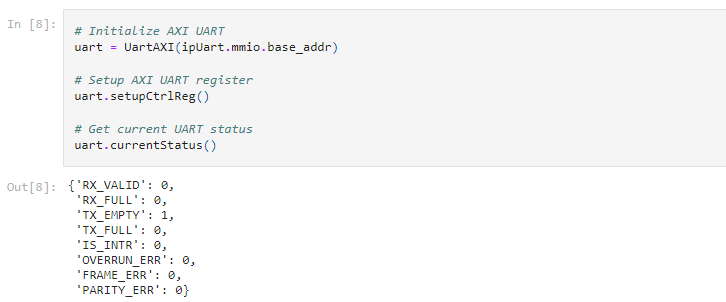 In [8]:
# Initialize AXI UART
uart = UartAXI(ipUart.mmio.base_addr)
# Setup AXI UART register
uart.setupCtrlReg()
# Get current UART status
uart.currentStatus()
Out[8]: {'RX_VALID': 0,
'RX_FULL': 0,
'TX_EMPTY': 1,
'TX_FULL': 0,
'IS_INTR': 0,
'OVERRUN_ERR': 0,
'FRAME_ERR': 0,
'PARITY_ERR': 0}